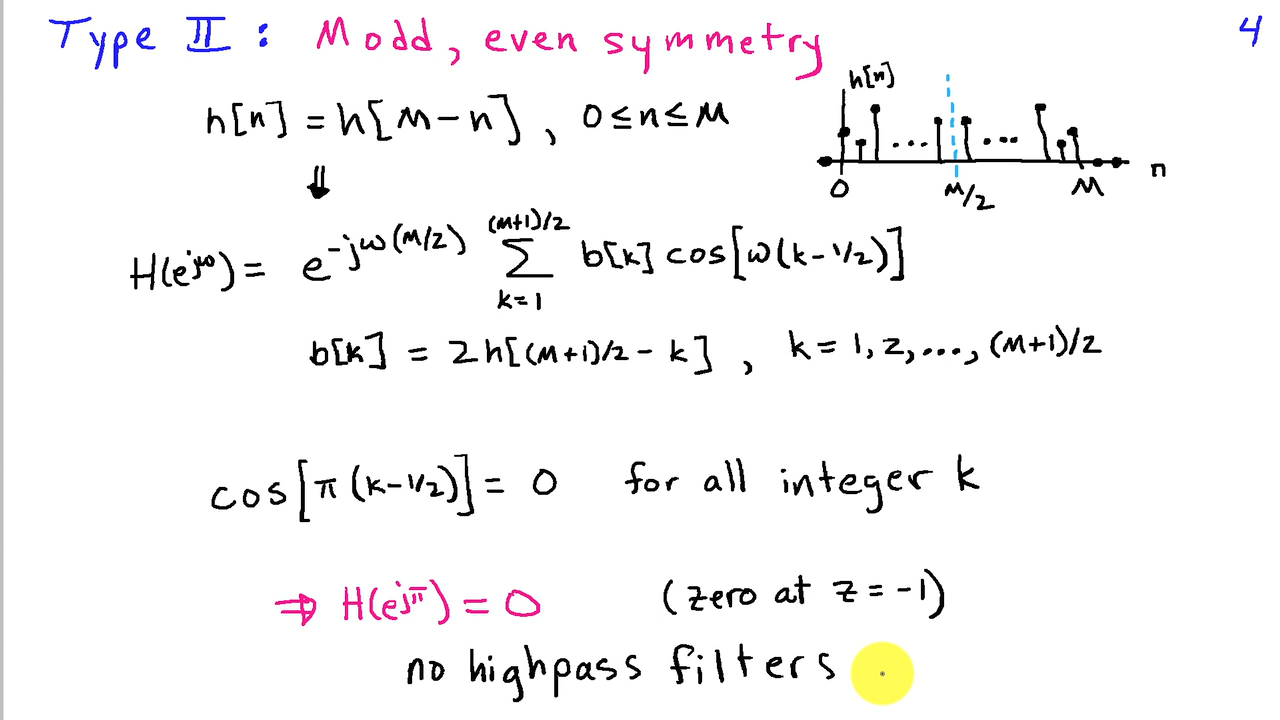 Type II : M odd, even symmetry
4
h[n] = h[M-n] , 0≤n≤M
h[n]
...
...
n
0
M/2
M
⇓
H(e^jω) = e^-jω(M/2) ∑_{k=1}^{(M+1)/2} b[k] cos[ω(k-1/2)]
b[k] = 2h[(M+1)/2 - k] , k = 1, 2, ..., (M+1)/2
cos[π(k-1/2)] = 0 for all integer k
⇒ H(e^jπ) = 0 (zero at z = -1)
no highpass filters